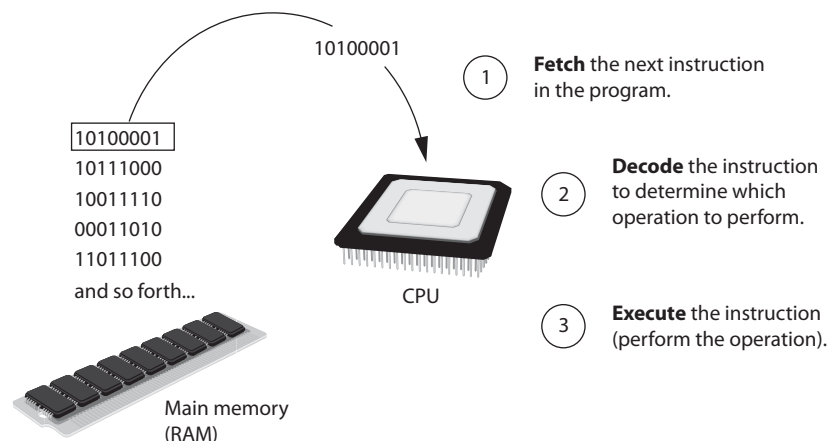 10100001
1
Fetch the next instruction
in the program.
10100001
10111000
10011110
00011010
11011100
and so forth...
2
Decode the instruction
to determine which
operation to perform.
CPU
3
Execute the instruction
(perform the operation).
Main memory
(RAM)